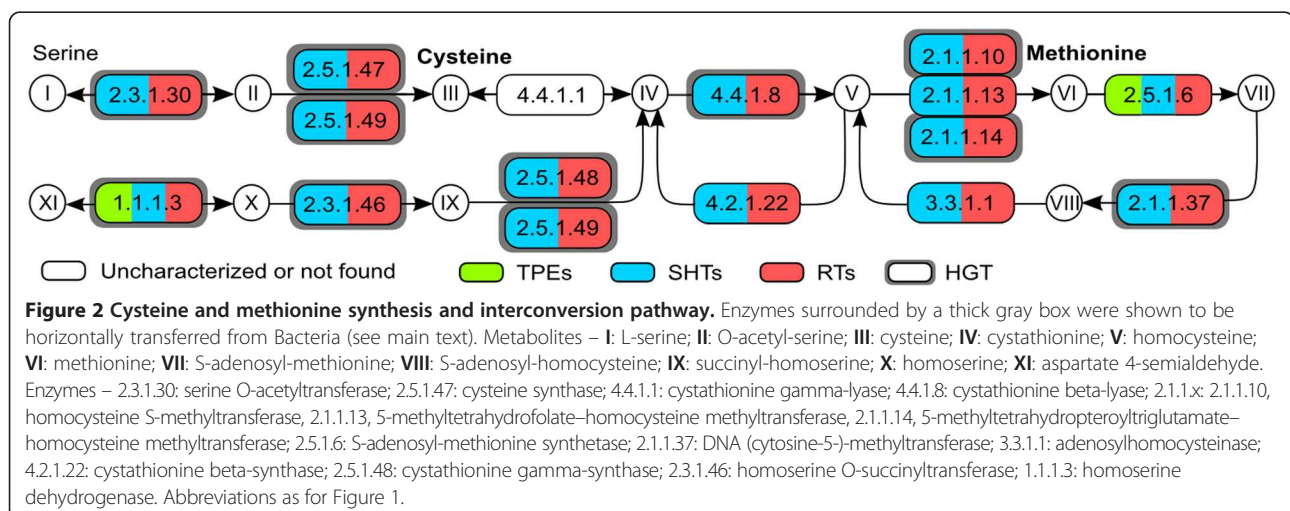 Serine
Cysteine
Methionine
I
2.3.1.30
II
2.5.1.47
2.5.1.49
III
4.4.1.1
IV
4.4.1.8
V
2.1.1.10
2.1.1.13
2.1.1.14
VI
2.5.1.6
VII
XI
1.1.1.3
X
2.3.1.46
IX
2.5.1.48
2.5.1.49
4.2.1.22
3.3.1.1
VIII
2.1.1.37
Uncharacterized or not found
TPEs
SHTs
RTs
HGT
Figure 2 Cysteine and methionine synthesis and interconversion pathway. Enzymes surrounded by a thick gray box were shown to be
horizontally transferred from Bacteria (see main text). Metabolites – I: L-serine; II: O-acetyl-serine; III: cysteine; IV: cystathionine; V: homocysteine;
VI: methionine; VII: S-adenosyl-methionine; VIII: S-adenosyl-homocysteine; IX: succinyl-homoserine; X: homoserine; XI: aspartate 4-semialdehyde.
Enzymes – 2.3.1.30: serine O-acetyltransferase; 2.5.1.47: cysteine synthase; 4.4.1.1: cystathionine gamma-lyase; 4.4.1.8: cystathionine beta-lyase; 2.1.1.x: 2.1.1.10,
homocysteine S-methyltransferase, 2.1.1.13, 5-methyltetrahydrofolate–homocysteine methyltransferase, 2.1.1.14, 5-methyltetrahydropteroyltriglutamate–
homocysteine methyltransferase; 2.5.1.6: S-adenosyl-methionine synthetase; 2.1.1.37: DNA (cytosine-5-)-methyltransferase; 3.3.1.1: adenosylhomocysteinase;
4.2.1.22: cystathionine beta-synthase; 2.5.1.48: cystathionine gamma-synthase; 2.3.1.46: homoserine O-succinyltransferase; 1.1.1.3: homoserine
dehydrogenase. Abbreviations as for Figure 1.